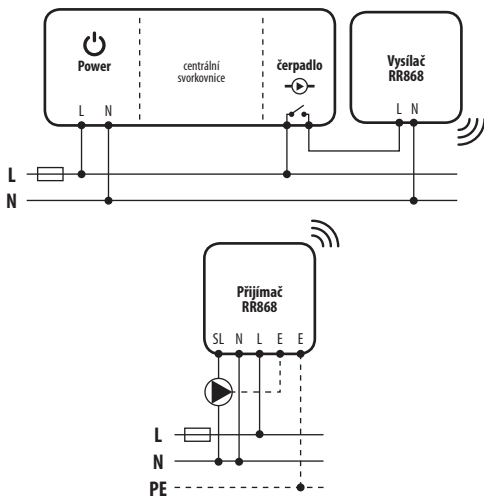 Power
centrální
svorkovnice
čerpadlo
Vysílač
RR868
L N
L N
L
N
Přijímač
RR868
SL N L E E
L
N
PE